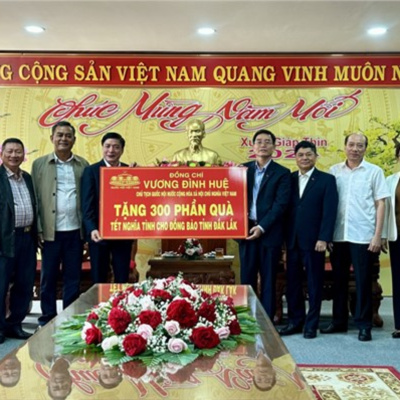 G CỘNG SẢN VIỆT NAM QUANG VINH MUÔN N
Chúc Mừng Năm Mới
Xuân Giáp Thìn
ĐỒNG CHÍ
VƯƠNG ĐÌNH HUỆ
CHỦ TỊCH QUỐC HỘI NƯỚC CỘNG HÒA XÃ HỘI CHỦ NGHĨA VIỆT NAM
TẶNG 300 PHẦN QUÀ
TẾT NGHĨA TÌNH CHO ĐỒNG BÀO TỈNH ĐẮK LẮK